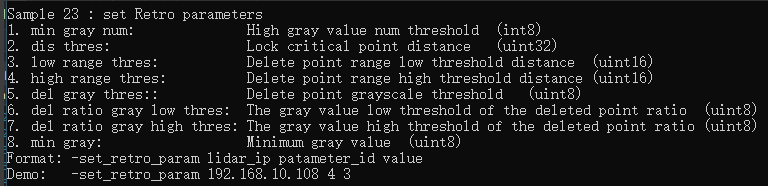 Sample 23 : set Retro parameters
1. min gray num: High gray value num threshold (int8)
2. dis thres: Lock critical point distance (uint32)
3. low range thres: Delete point range low threshold distance (uint16)
4. high range thres: Delete point range high threshold distance (uint16)
5. del gray thres:: Delete point grayscale threshold (uint8)
6. del ratio gray low thres: The gray value low threshold of the deleted point ratio (uint8)
7. del ratio gray high thres: The gray value high threshold of the deleted point ratio (uint8)
8. min gray: Minimum gray value (uint8)
Format: -set_retro_param lidar_ip patameter_id value
Demo: -set_retro_param 192.168.10.108 4 3